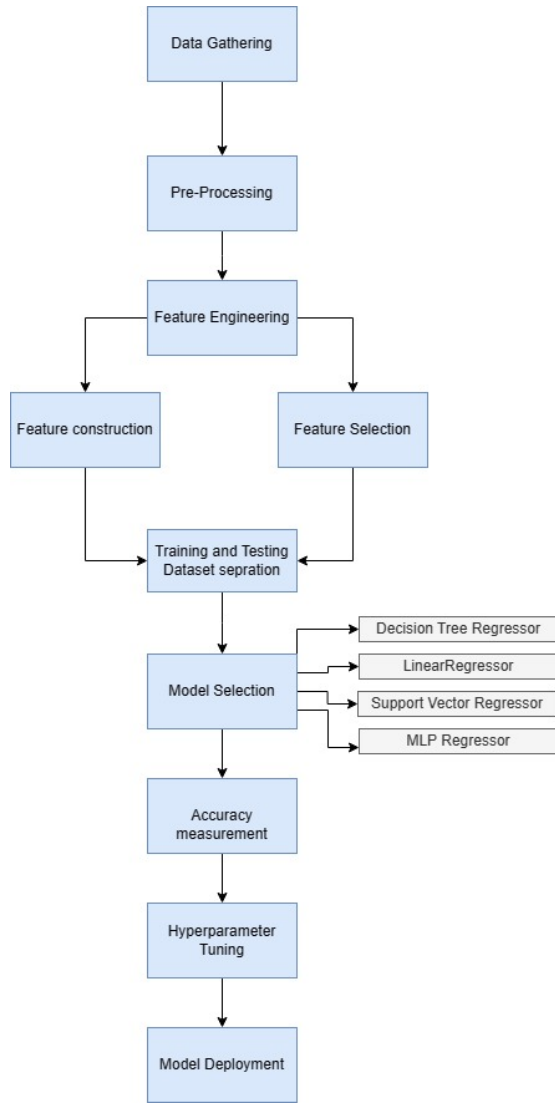 Data Gathering
Pre-Processing
Feature Engineering
Feature construction
Feature Selection
Training and Testing
Dataset sepration
Model Selection
Decision Tree Regressor
LinearRegressor
Support Vector Regressor
MLP Regressor
Accuracy
measurement
Hyperparameter
Tuning
Model Deployment